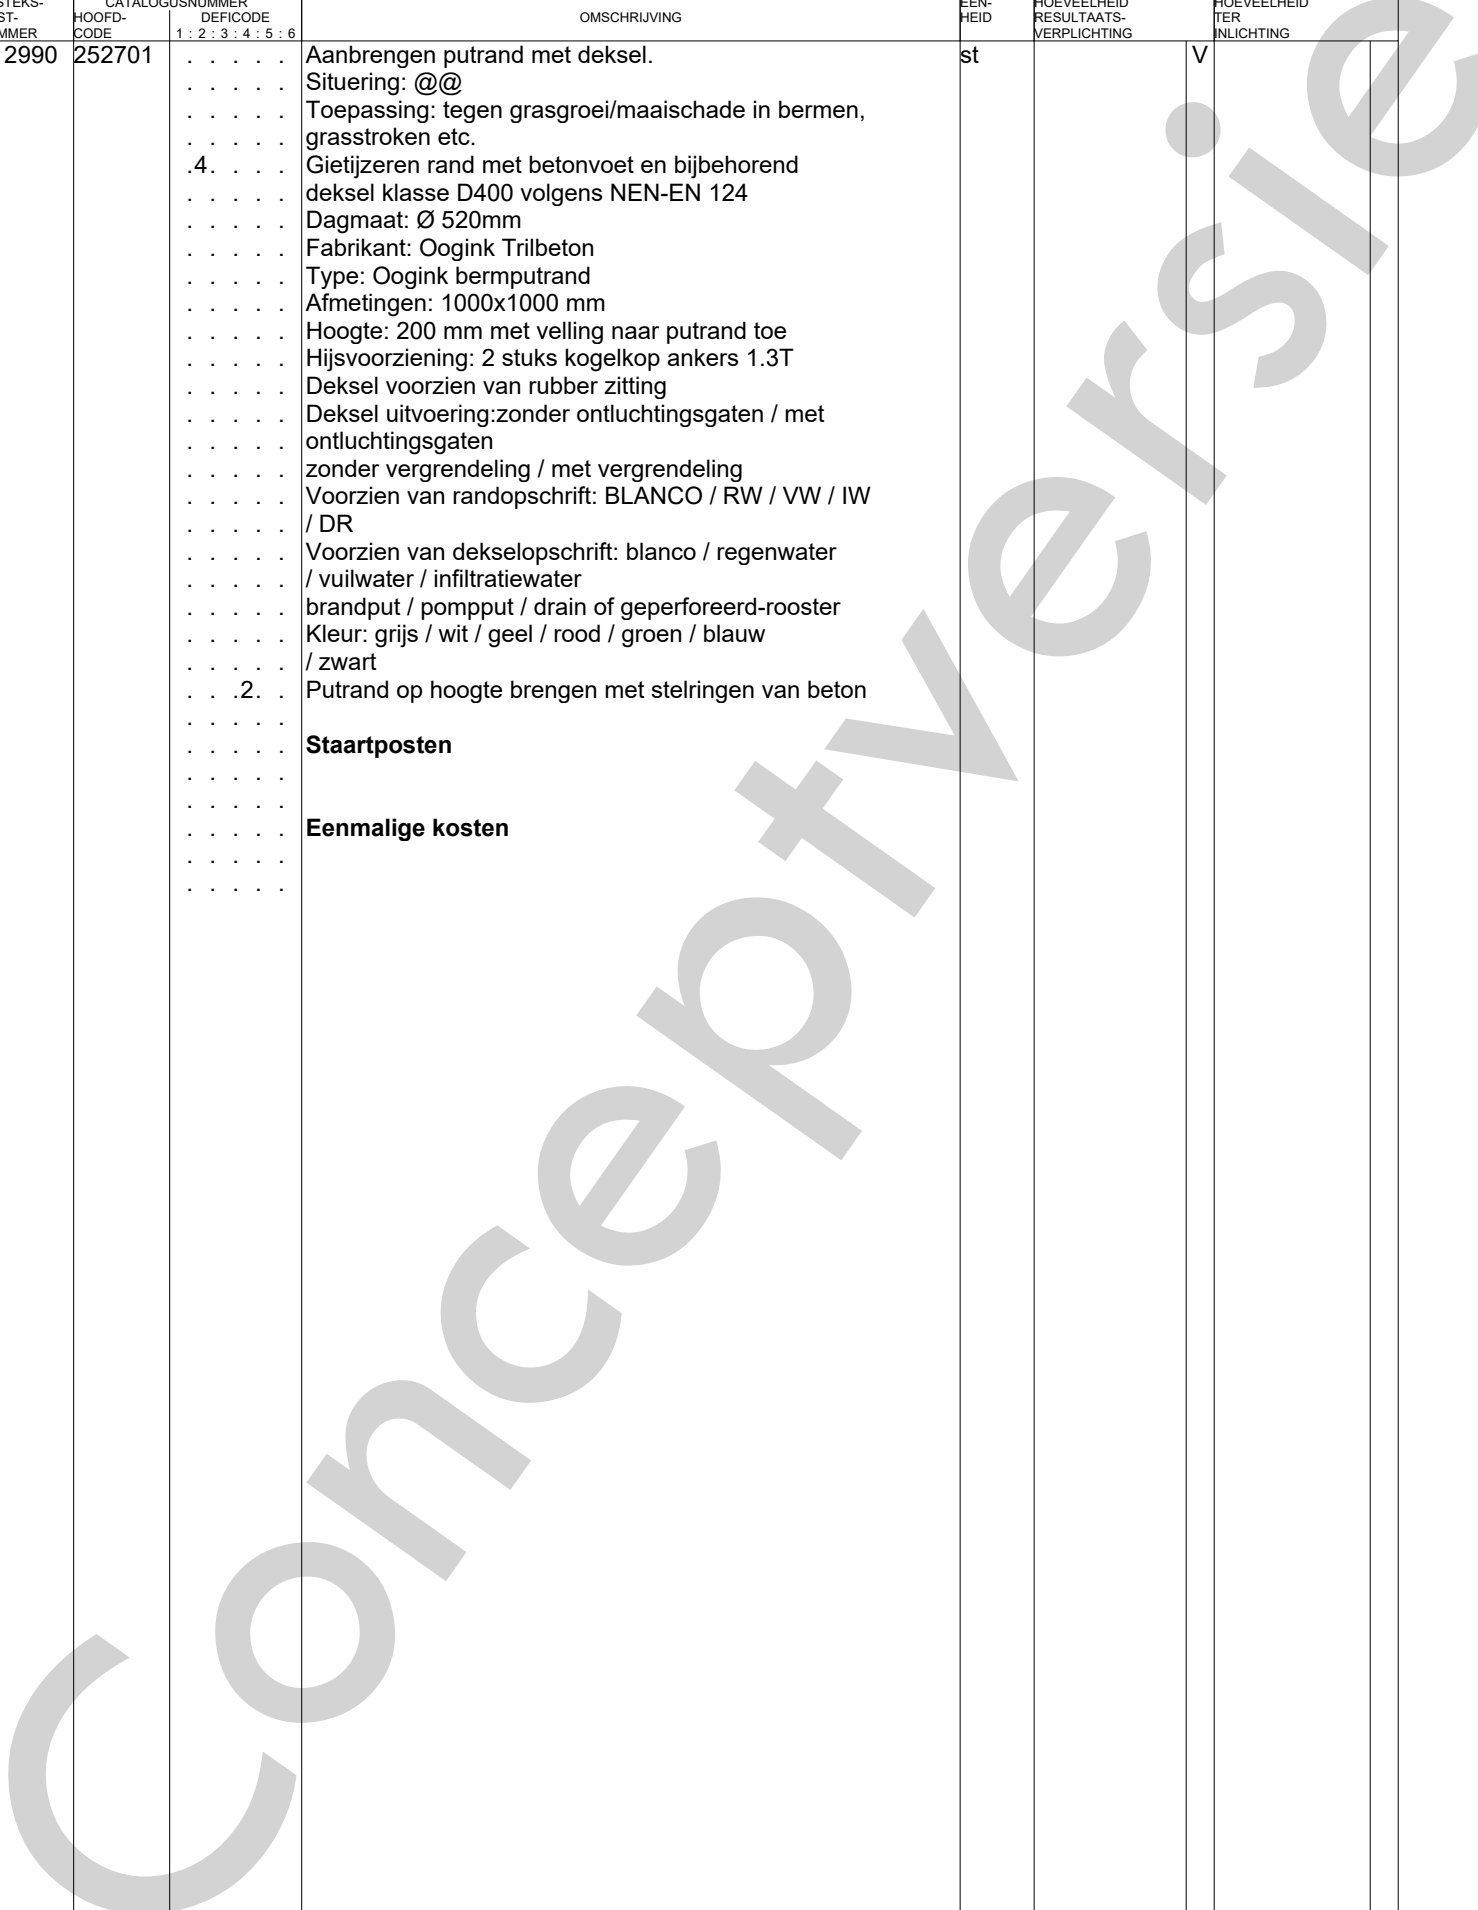 STEKS- CATALOGUSNUMMER EEN- HOEVEELHEID HOEVEELHEID
ST- HOOFD- DEFICODE OMSCHRIJVING HEID RESULTAATS- TER
MMER CODE 1 : 2 : 3 : 4 : 5 : 6 VERPLICHTING INLICHTING
2990 252701 . . . . . Aanbrengen putrand met deksel. st V
. . . . . Situering: @@
. . . . . Toepassing: tegen grasgroei/maaischade in bermen,
. . . . . grasstroken etc.
.4. . . . Gietijzeren rand met betonvoet en bijbehorend
. . . . . deksel klasse D400 volgens NEN-EN 124
. . . . . Dagmaat: Ø 520mm
. . . . . Fabrikant: Oogink Trilbeton
. . . . . Type: Oogink bermputrand
. . . . . Afmetingen: 1000x1000 mm
. . . . . Hoogte: 200 mm met velling naar putrand toe
. . . . . Hijsvoorziening: 2 stuks kogelkop ankers 1.3T
. . . . . Deksel voorzien van rubber zitting
. . . . . Deksel uitvoering:zonder ontluchtingsgaten / met
. . . . . ontluchtingsgaten
. . . . . zonder vergrendeling / met vergrendeling
. . . . . Voorzien van randopschrift: BLANCO / RW / VW / IW
. . . . . / DR
. . . . . Voorzien van dekselopschrift: blanco / regenwater
. . . . . / vuilwater / infiltratiewater
. . . . . brandput / pompput / drain of geperforeerd-rooster
. . . . . Kleur: grijs / wit / geel / rood / groen / blauw
. . . . . / zwart
. . .2. . Putrand op hoogte brengen met stelringen van beton
. . . . .
. . . . . Staartposten
. . . . .
. . . . .
. . . . . Eenmalige kosten
. . . . .
. . . . .
Conceptversie